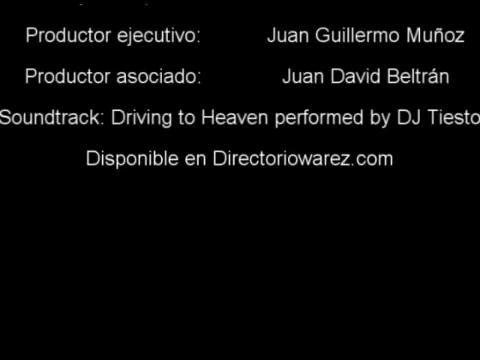 Productor ejecutivo: Juan Guillermo Muñoz
Productor asociado: Juan David Beltrán
Soundtrack: Driving to Heaven performed by DJ Tiesto
Disponible en Directoriowarez.com